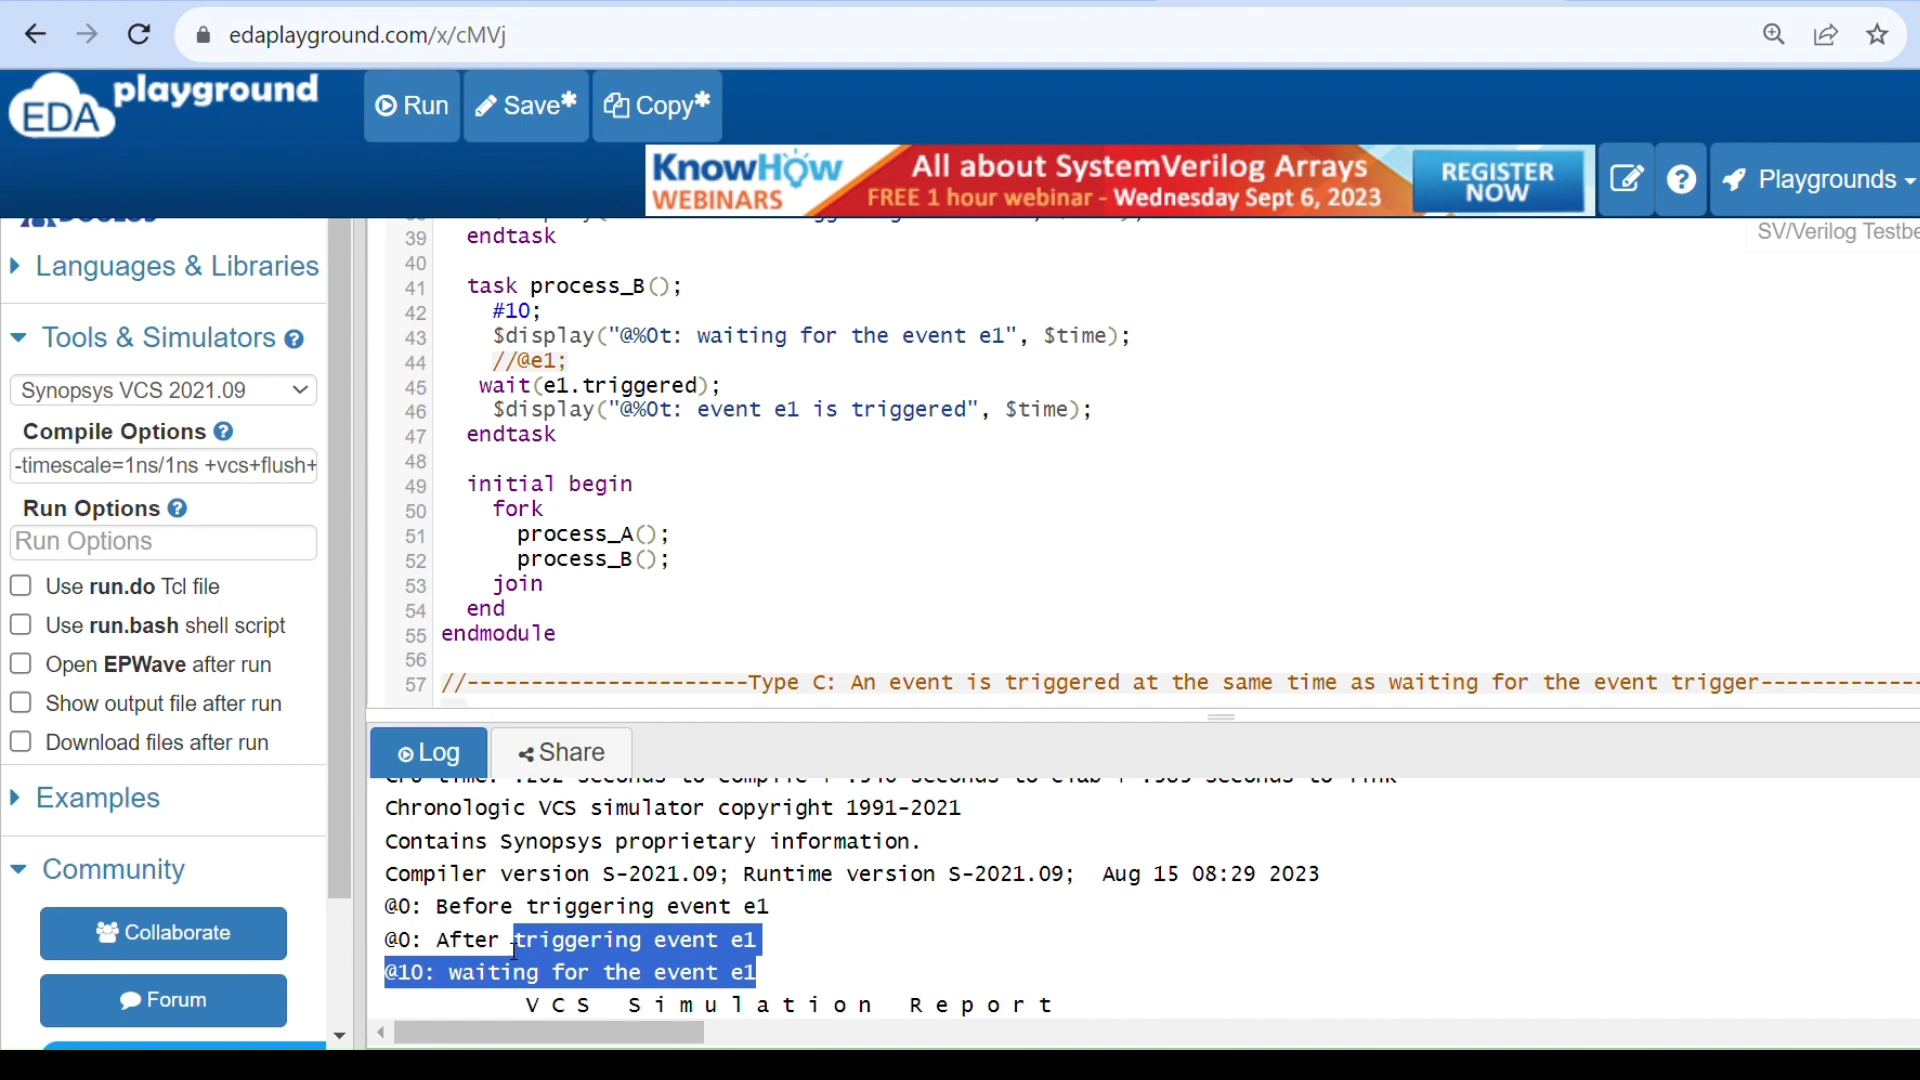 edaplayground.com/x/cMVj
EDA playground
Run
Save*
Copy*
KnowHow
WEBINARS
All about SystemVerilog Arrays
FREE 1 hour webinar - Wednesday Sept 6, 2023
REGISTER
NOW
?
Playgrounds
Languages & Libraries
Tools & Simulators ?
Synopsys VCS 2021.09
Compile Options ?
-timescale=1ns/1ns +vcs+flush+
Run Options ?
Run Options
Use run.do Tcl file
Use run.bash shell script
Open EPWave after run
Show output file after run
Download files after run
Examples
Community
Collaborate
Forum
SV/Verilog Testbe
39 endtask
40
41 task process_B();
42 #10;
43 $display("@%0t: waiting for the event e1", $time);
44 //@e1;
45 wait(e1.triggered);
46 $display("@%0t: event e1 is triggered", $time);
47 endtask
48
49 initial begin
50 fork
51 process_A();
52 process_B();
53 join
54 end
55 endmodule
56
57 //----------------------Type C: An event is triggered at the same time as waiting for the event trigger-------------
Log
Share
Chronologic VCS simulator copyright 1991-2021
Contains Synopsys proprietary information.
Compiler version S-2021.09; Runtime version S-2021.09; Aug 15 08:29 2023
@0: Before triggering event e1
@0: After triggering event e1
@10: waiting for the event e1
V C S S i m u l a t i o n R e p o r t